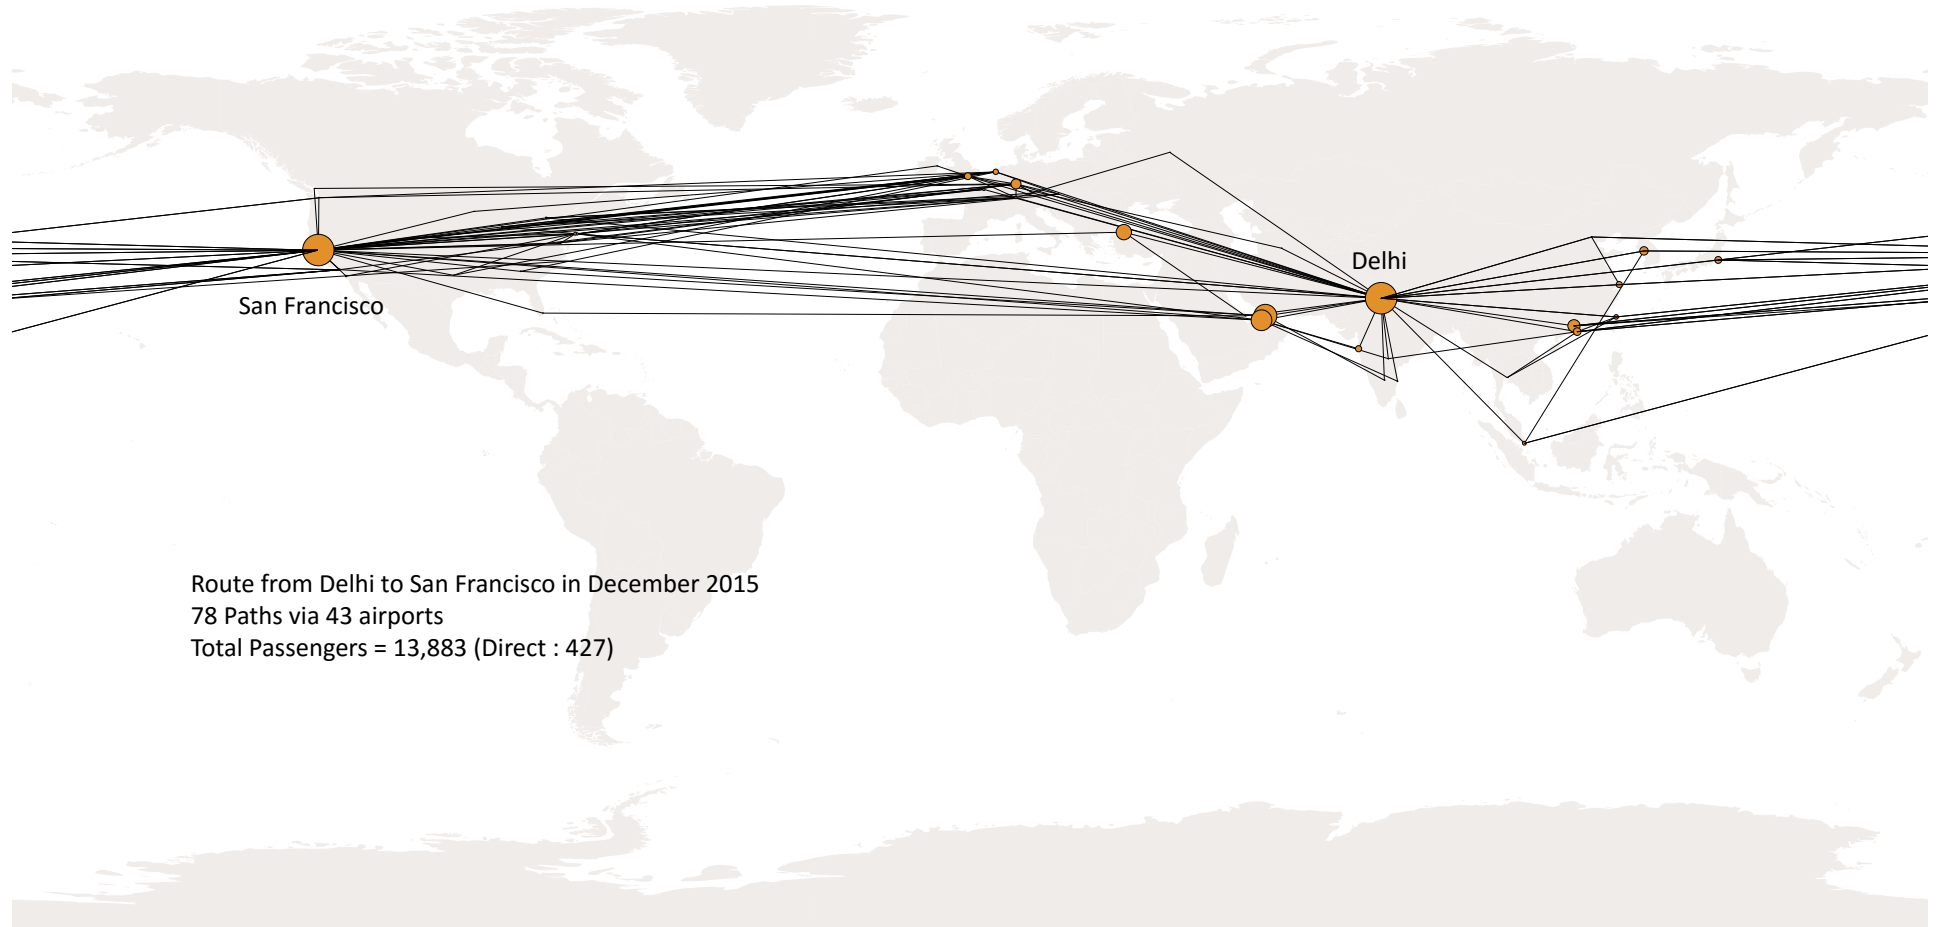 Delhi
San Francisco
Route from Delhi to San Francisco in December 2015
78 Paths via 43 airports
Total Passengers = 13,883 (Direct : 427)